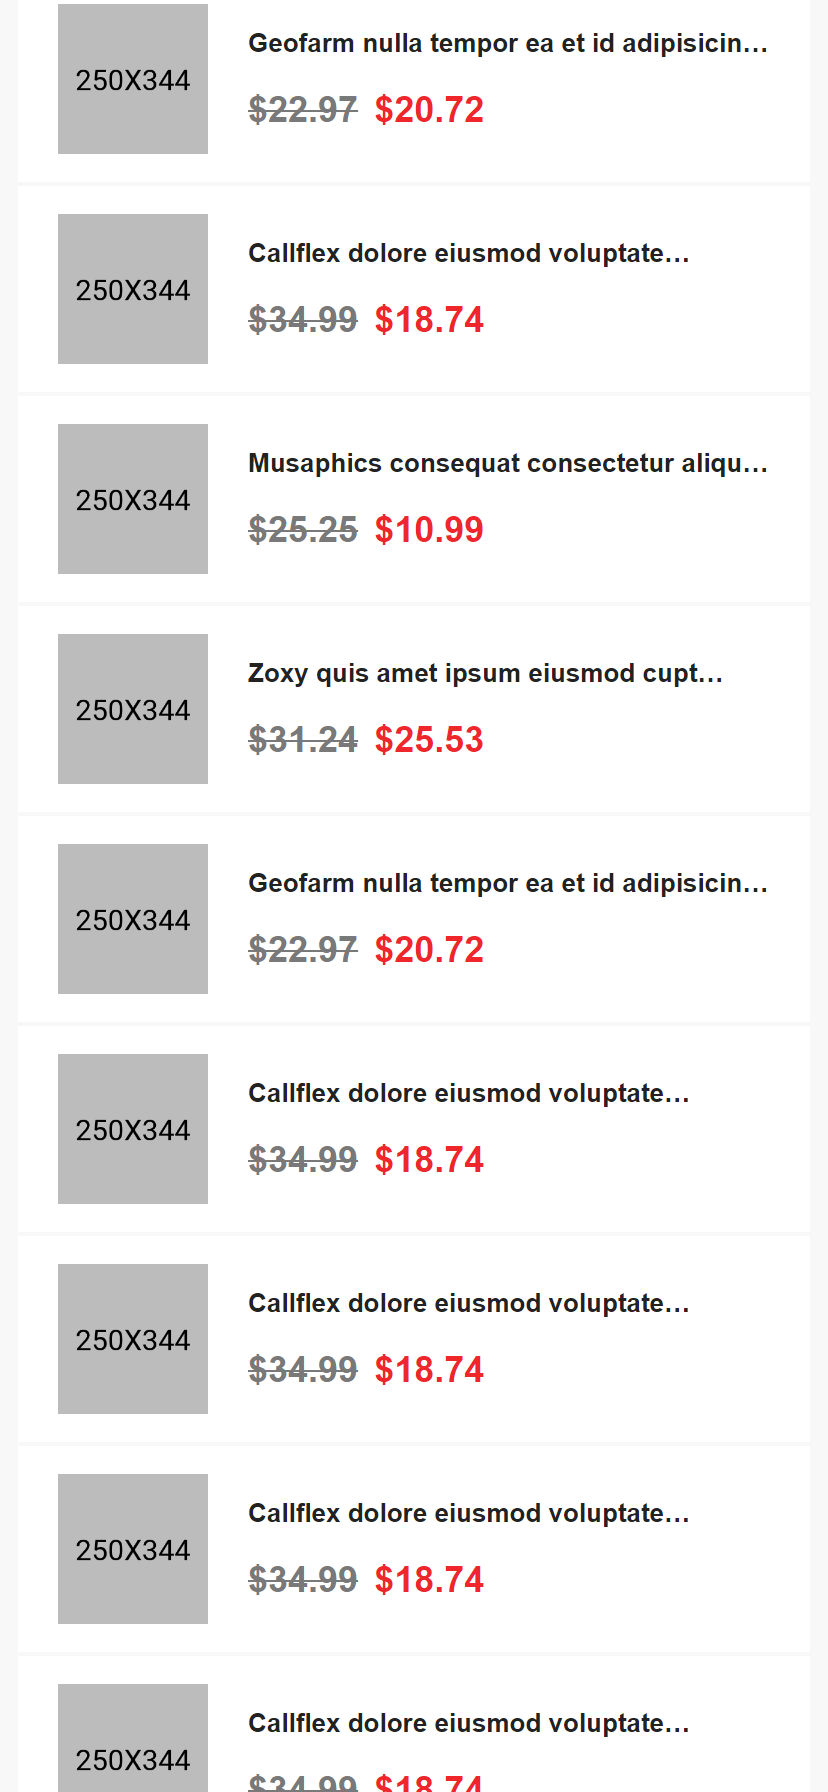 250X344
Geofarm nulla tempor ea et id adipisicin...
$22.97 $20.72
250X344
Callflex dolore eiusmod voluptate...
$34.99 $18.74
250X344
Musaphics consequat consectetur aliqu...
$25.25 $10.99
250X344
Zoxy quis amet ipsum eiusmod cupt...
$31.24 $25.53
250X344
Geofarm nulla tempor ea et id adipisicin...
$22.97 $20.72
250X344
Callflex dolore eiusmod voluptate...
$34.99 $18.74
250X344
Callflex dolore eiusmod voluptate...
$34.99 $18.74
250X344
Callflex dolore eiusmod voluptate...
$34.99 $18.74
250X344
Callflex dolore eiusmod voluptate...
$34.99 $18.74